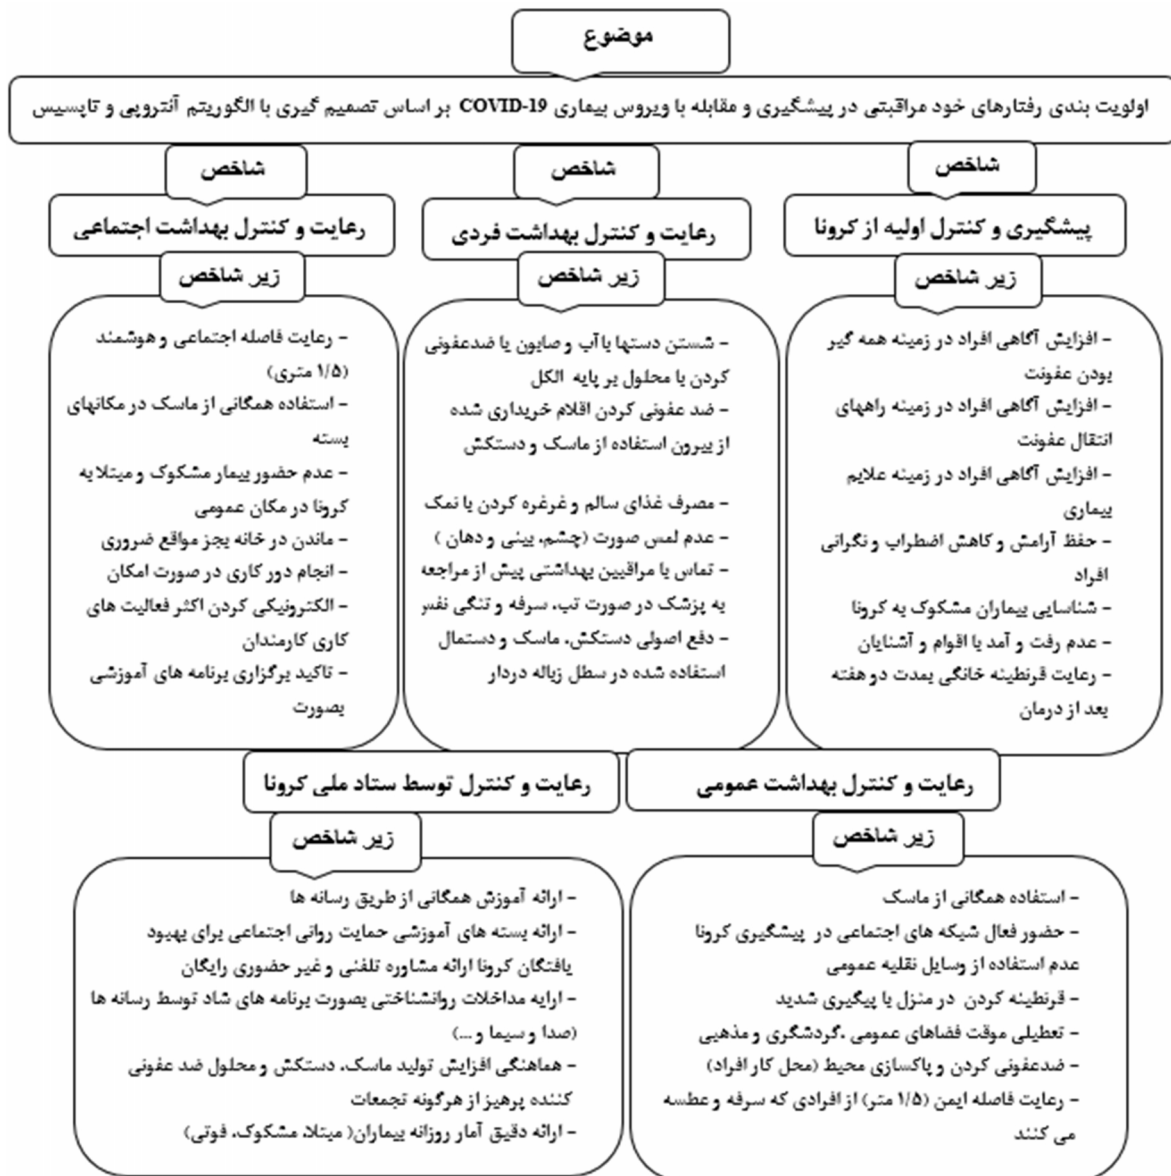 موضوع
اولویت بندی رفتارهای خود مراقبتی در پیشگیری و مقابله با ویروس بیماری COVID-19 بر اساس تصمیم گیری با الگوریتم آنتروپی و تاپسیس
شاخص
پیشگیری و کنترل اولیه از کرونا
زیر شاخص
- افزایش آگاهی افراد در زمینه همه گیر
بودن عفونت
- افزایش آگاهی افراد در زمینه راههای
انتقال عفونت
- افزایش آگاهی افراد در زمینه علایم
بیماری
- حفظ آرامش و کاهش اضطراب و نگرانی
افراد
- شناسایی بیماران مشکوک به کرونا
- عدم رفت و آمد با اقوام و آشنایان
- رعایت قرنطینه خانگی بمدت دو هفته
بعد از درمان
شاخص
رعایت و کنترل بهداشت فردی
زیر شاخص
- شستن دستها با آب و صابون یا ضدعفونی
کردن با محلول بر پایه الکل
- ضد عفونی کردن اقلام خریداری شده
از بیرون استفاده از ماسک و دستکش
- مصرف غذای سالم و غرغره کردن با نمک
- عدم لمس صورت (چشم، بینی و دهان )
- تماس با مراقبین بهداشتی پیش از مراجعه
به پزشک در صورت تب، سرفه و تنگی نفس
- دفع اصولی دستکش، ماسک و دستمال
استفاده شده در سطل زباله دردار
شاخص
رعایت و کنترل بهداشت اجتماعی
زیر شاخص
- رعایت فاصله اجتماعی و هوشمند
(۱/۵ متری)
- استفاده همگانی از ماسک در مکانهای
بسته
- عدم حضور بیمار مشکوک و مبتلا به
کرونا در مکان عمومی
- ماندن در خانه بجز مواقع ضروری
- انجام دور کاری در صورت امکان
- الکترونیکی کردن اکثر فعالیت های
کاری کارمندان
- تاکید برگزاری برنامه های آموزشی
بصورت
رعایت و کنترل بهداشت عمومی
زیر شاخص
- استفاده همگانی از ماسک
- حضور فعال شبکه های اجتماعی در پیشگیری کرونا
عدم استفاده از وسایل نقلیه عمومی
- قرنطینه کردن در منزل با پیگیری شدید
- تعطیلی موقت فضاهای عمومی ،گردشگری و مذهبی
- ضدعفونی کردن و پاکسازی محیط (محل کار افراد)
- رعایت فاصله ایمن (۱/۵ متر) از افرادی که سرفه و عطسه
می کنند
رعایت و کنترل توسط ستاد ملی کرونا
زیر شاخص
- ارائه آموزش همگانی از طریق رسانه ها
- ارائه بسته های آموزشی حمایت روانی اجتماعی برای بهبود
یافتگان کرونا ارائه مشاوره تلفنی و غیر حضوری رایگان
- ارایه مداخلات روانشناختی بصورت برنامه های شاد توسط رسانه ها
(صدا و سیما و ...)
- هماهنگی افزایش تولید ماسک، دستکش و محلول ضد عفونی
کننده پرهیز از هرگونه تجمعات
- ارائه دقیق آمار روزانه بیماران( مبتلا، مشکوک، فوتی)